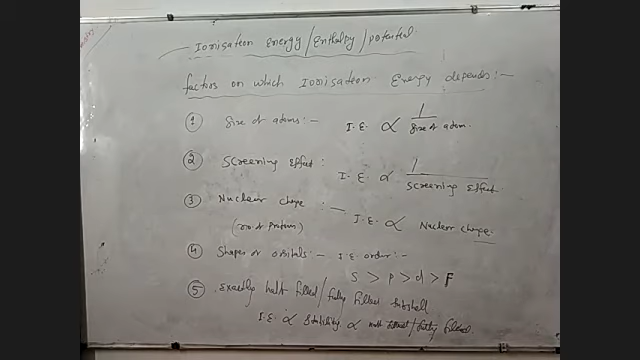 Ionisation energy/Enthalpy/potential
factors on which Ionisation Energy depends:-
① Size of atoms:- I.E. ∝ 1/Size of atom.
② Screening effect: I.E ∝ 1/Screening Effect.
③ Nuclear charge :- I.E ∝ Nuclear charge.
(no. of protons)
④ Shapes of orbitals:- I.E order:-
S > p > d > F
⑤ Exactly half filled/fully filled subshell
I.E ∝ Stability ∝ half /fully filled.